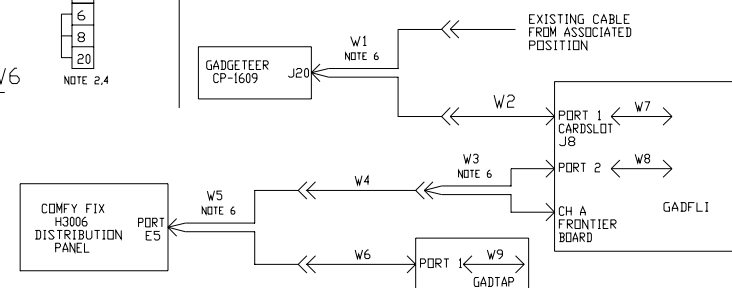 6
8
20
NOTE 2,4
W6
GADGETEER
CP-1609
J20
W1
NOTE 6
EXISTING CABLE
FROM ASSOCIATED
POSITION
W2
PORT 1
CARDSLOT
J8
W7
PORT 2
W8
CH A
FRONTIER
BOARD
GADFLI
W3
NOTE 6
W4
COMFY FIX
H3006
DISTRIBUTION
PANEL
PORT
E5
W5
NOTE 6
W6
PORT 1
W9
GADTAP